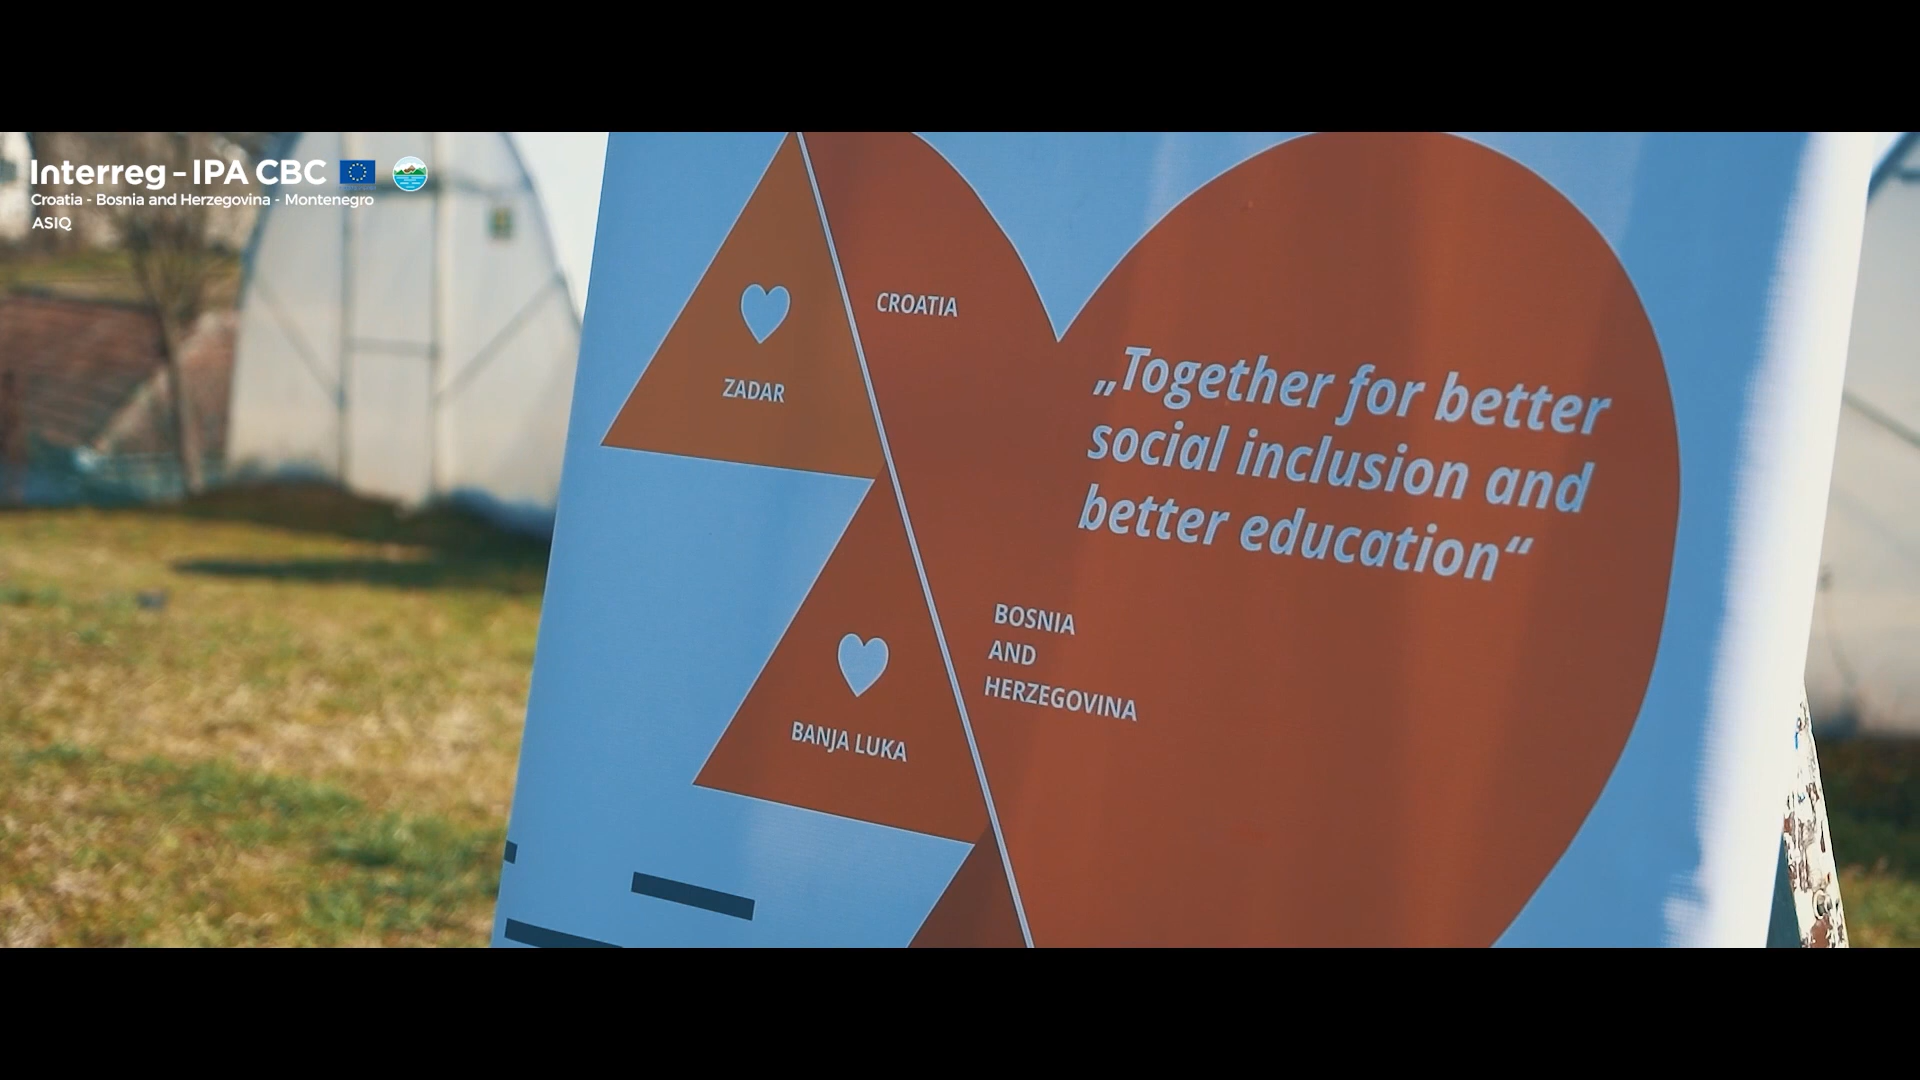 Interreg - IPA CBC
Croatia - Bosnia and Herzegovina - Montenegro
ASIQ
CROATIA
ZADAR
„Together for better
social inclusion and
better education“
BOSNIA
AND
HERZEGOVINA
BANJA LUKA